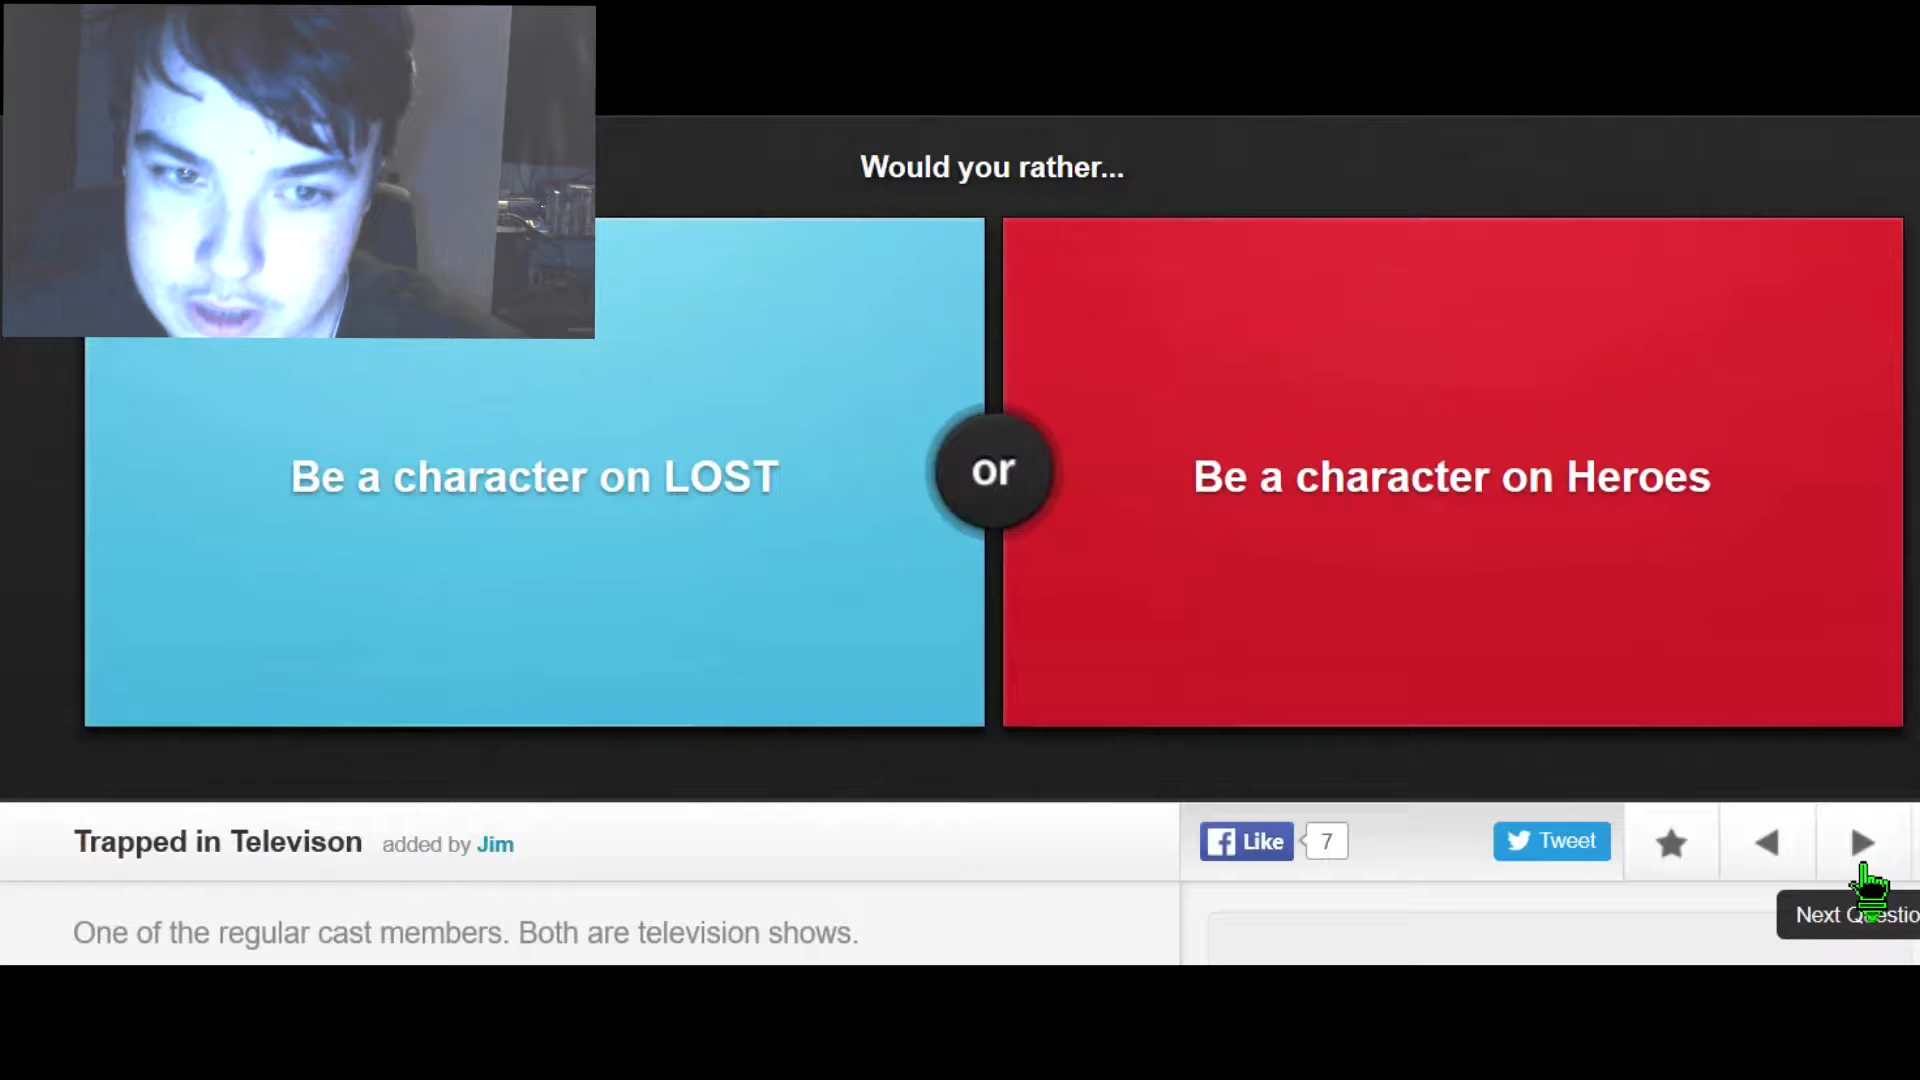 Would you rather...
Be a character on LOST
or
Be a character on Heroes
Trapped in Televison added by Jim
Like 7
Tweet
One of the regular cast members. Both are television shows.
Next